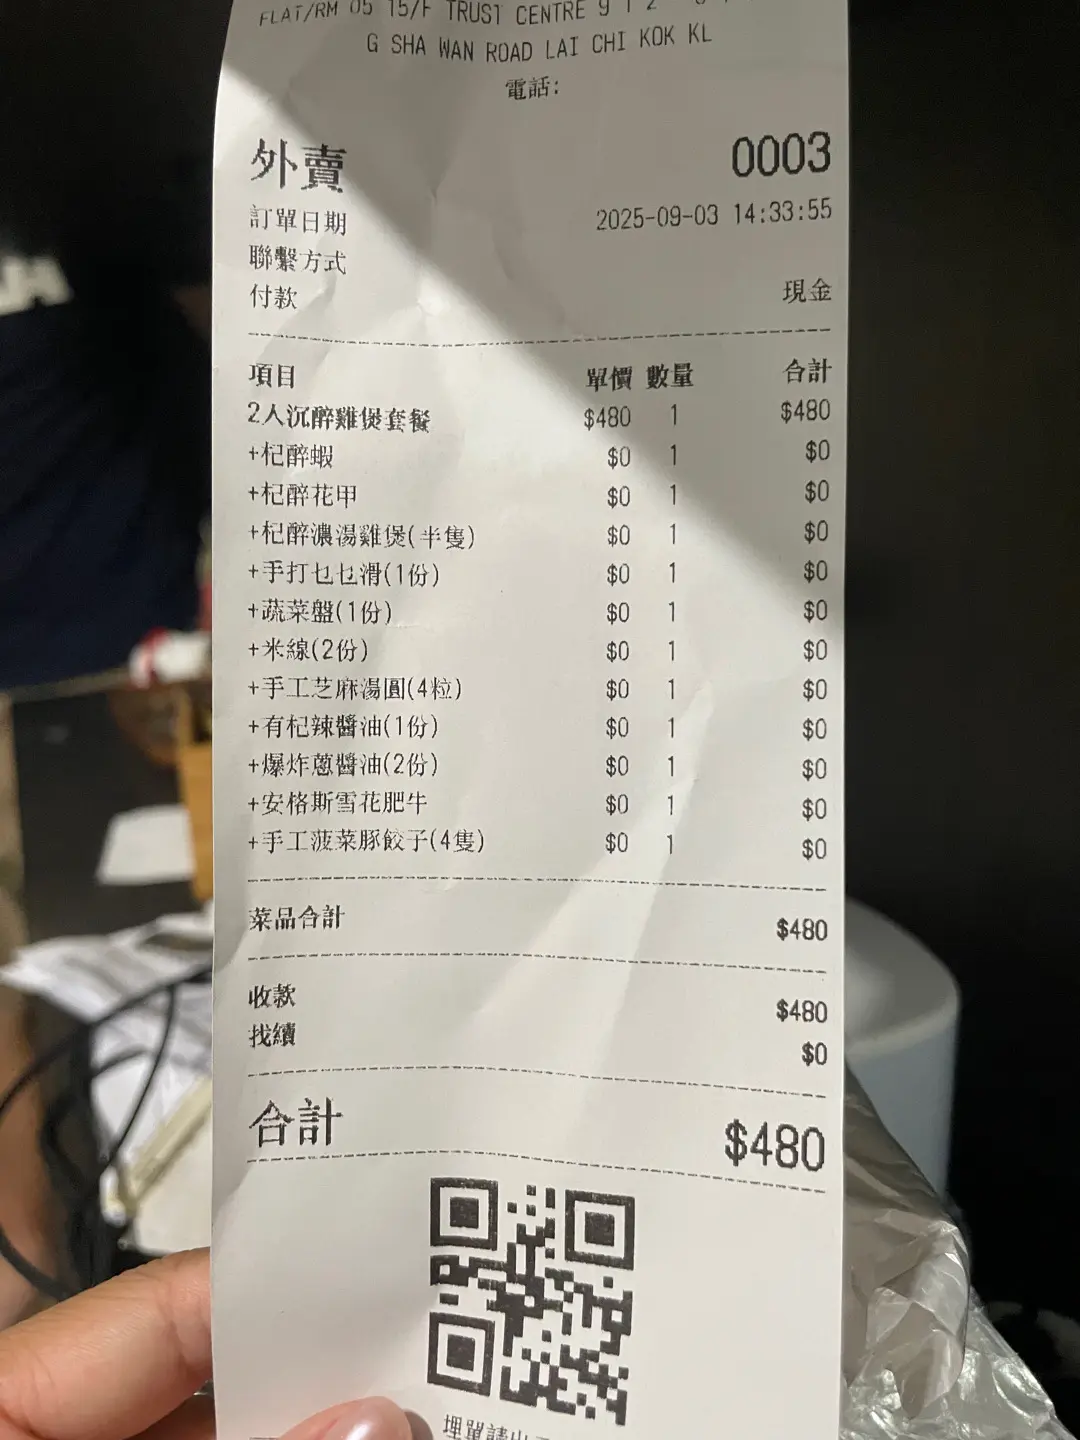 FLAT/RM 05 15/F TRUST CENTRE 9 1 2
G SHA WAN ROAD LAI CHI KOK KL
電話:
外賣 0003
訂單日期 2025-09-03 14:33:55
聯繫方式
付款 現金
項目 單價 數量 合計
2人沉醉雞煲套餐 $480 1 $480
+杞醉蝦 $0 1 $0
+杞醉花甲 $0 1 $0
+杞醉濃湯雞煲(半隻) $0 1 $0
+手打乜乜滑(1份) $0 1 $0
+蔬菜盤(1份) $0 1 $0
+米線(2份) $0 1 $0
+手工芝麻湯圓(4粒) $0 1 $0
+有杞辣醬油(1份) $0 1 $0
+爆炸蔥醬油(2份) $0 1 $0
+安格斯雪花肥牛 $0 1 $0
+手工菠菜豚餃子(4隻) $0 1 $0
菜品合計 $480
收款 $480
找續 $0
合計 $480
埋單請出